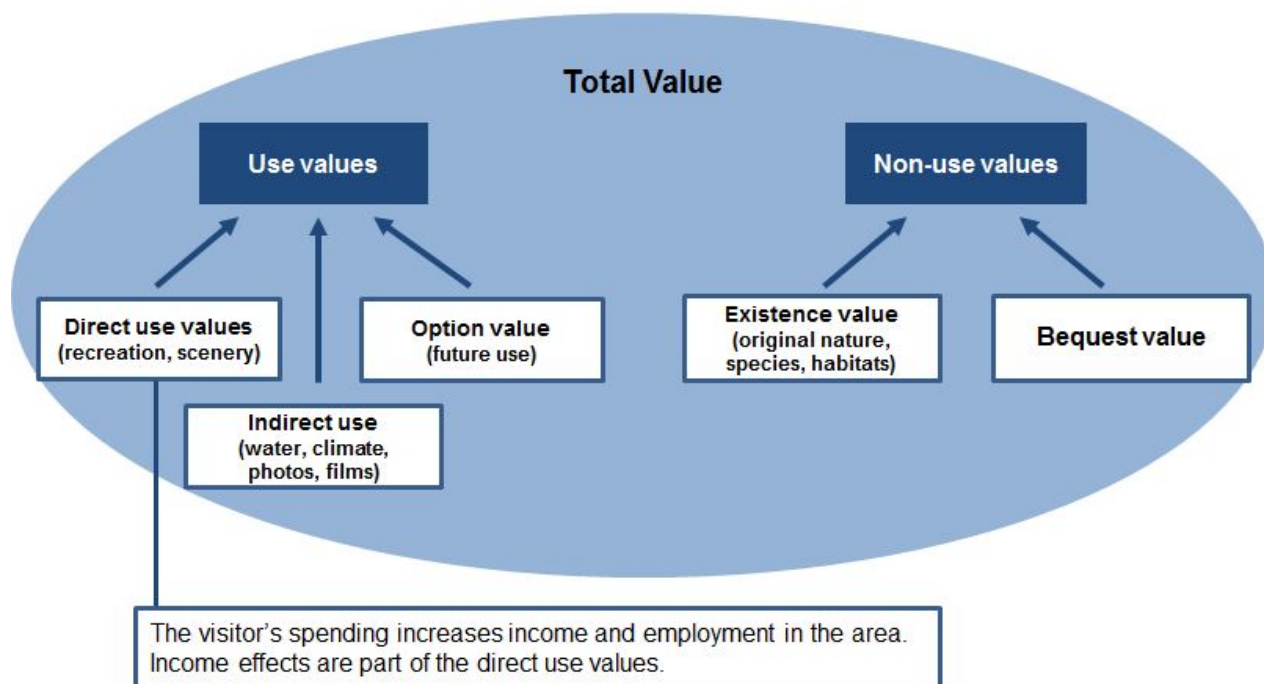 Total Value
Use values
Non-use values
Direct use values
(recreation, scenery)
Option value
(future use)
Existence value
(original nature,
species, habitats)
Bequest value
Indirect use
(water, climate,
photos, films)
The visitor's spending increases income and employment in the area.
Income effects are part of the direct use values.